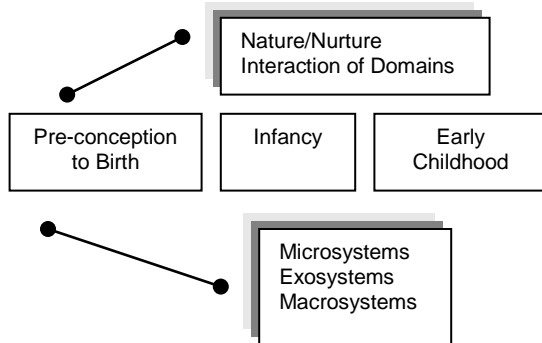 Nature/Nurture
Interaction of Domains
Pre-conception
to Birth
Infancy
Early
Childhood
Microsystems
Exosystems
Macrosystems